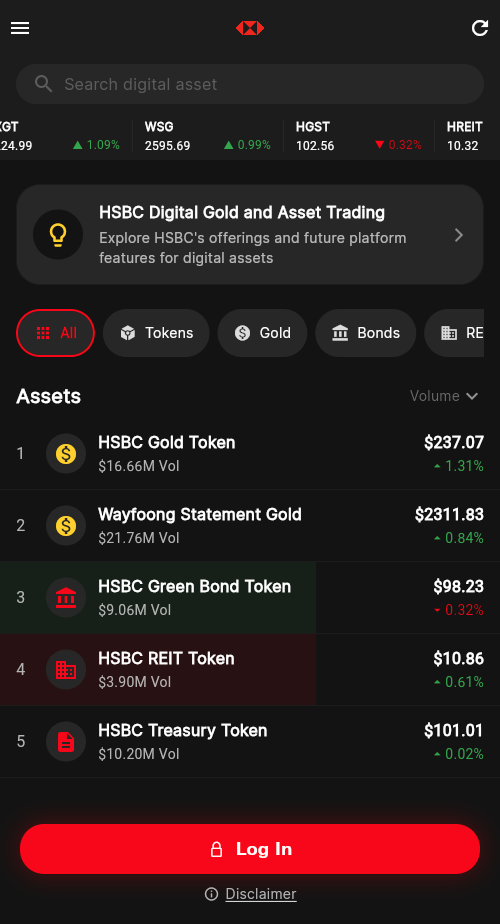 Search digital asset
WSG
HGST
HREIT
24.99
▲ 1.09%
2595.69
▲ 0.99%
102.56
▼ 0.32%
10.32
HSBC Digital Gold and Asset Trading
Explore HSBC's offerings and future platform
features for digital assets
All
Tokens
Gold
Bonds
RE
Assets
Volume
1
HSBC Gold Token
$237.07
$16.66M Vol
1.31%
2
Wayfoong Statement Gold
$2311.83
$21.76M Vol
0.84%
3
HSBC Green Bond Token
$98.23
$9.06M Vol
0.32%
4
HSBC REIT Token
$10.86
$3.90M Vol
0.61%
5
HSBC Treasury Token
$101.01
$10.20M Vol
0.02%
Log In
Disclaimer